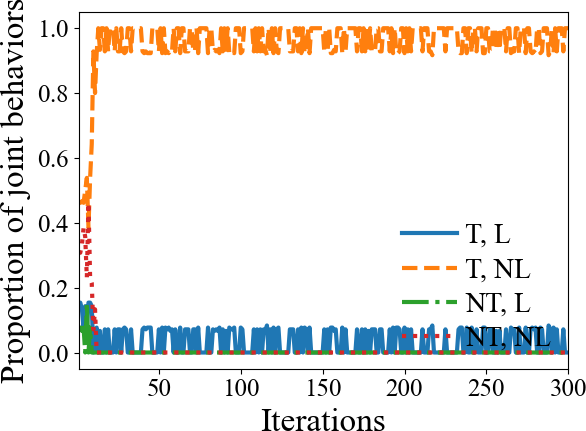 Proportion of joint behaviors
1.0
0.8
0.6
0.4
0.2
0.0
T, L
T, NL
NT, L
NT, NL
50 100 150 200 250 300
Iterations